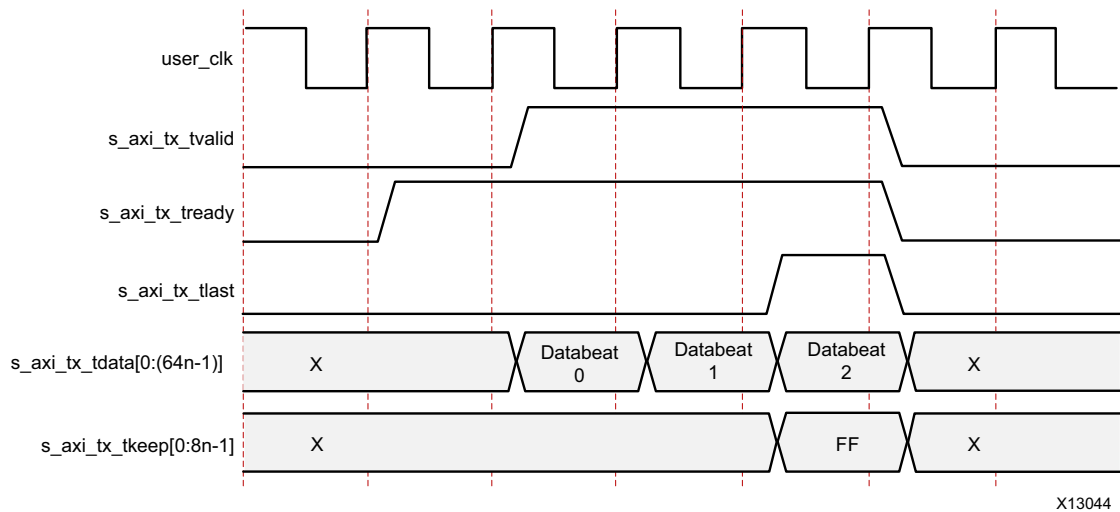 user_clk
s_axi_tx_tvalid
s_axi_tx_tready
s_axi_tx_tlast
s_axi_tx_tdata[0:(64n-1)]
X
Databeat
0
Databeat
1
Databeat
2
X
s_axi_tx_tkeep[0:8n-1]
X
FF
X
X13044